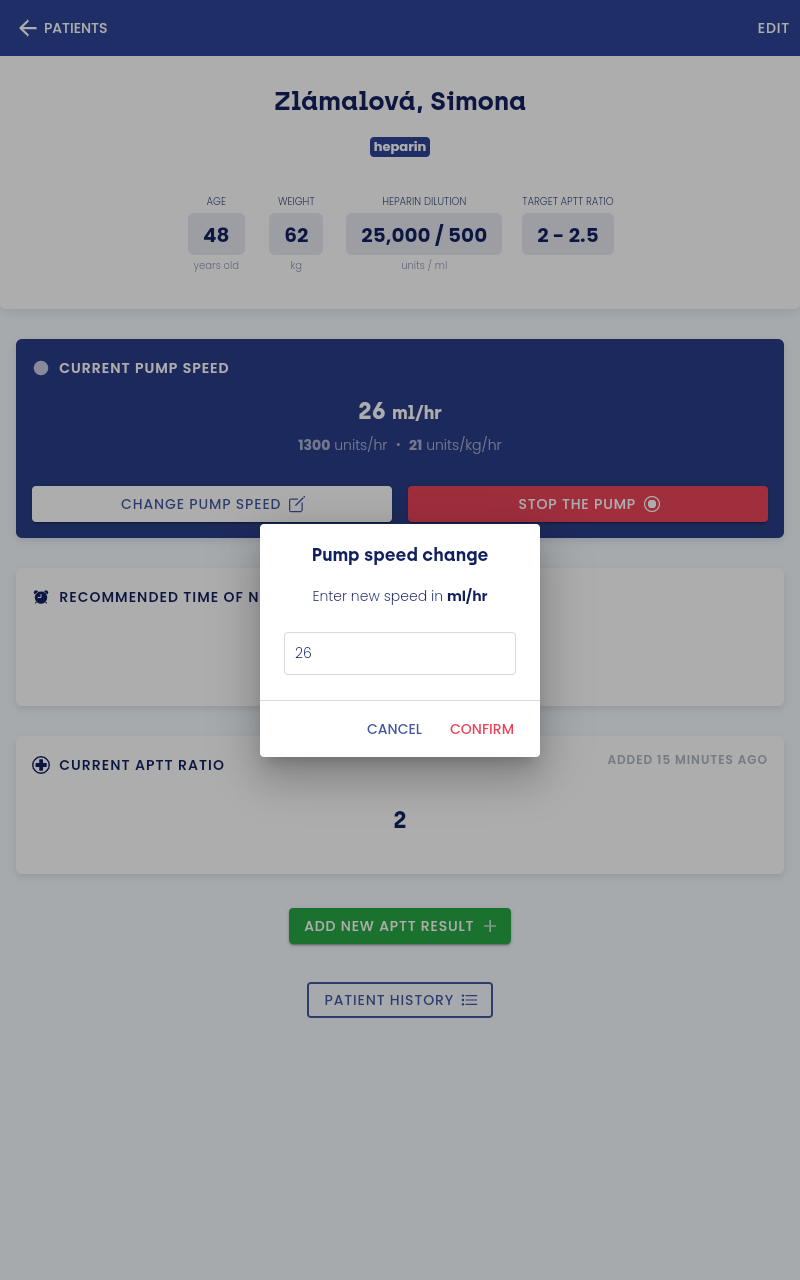 PATIENTS
EDIT
Zlámalová, Simona
heparin
AGE
WEIGHT
HEPARIN DILUTION
TARGET APTT RATIO
48
62
25,000 / 500
2 - 2.5
years old
kg
units / ml
CURRENT PUMP SPEED
26 ml/hr
1300 units/hr • 21 units/kg/hr
CHANGE PUMP SPEED
STOP THE PUMP
Pump speed change
Enter new speed in ml/hr
26
CANCEL
CONFIRM
RECOMMENDED TIME OF N
CURRENT APTT RATIO
ADDED 15 MINUTES AGO
2
ADD NEW APTT RESULT
PATIENT HISTORY